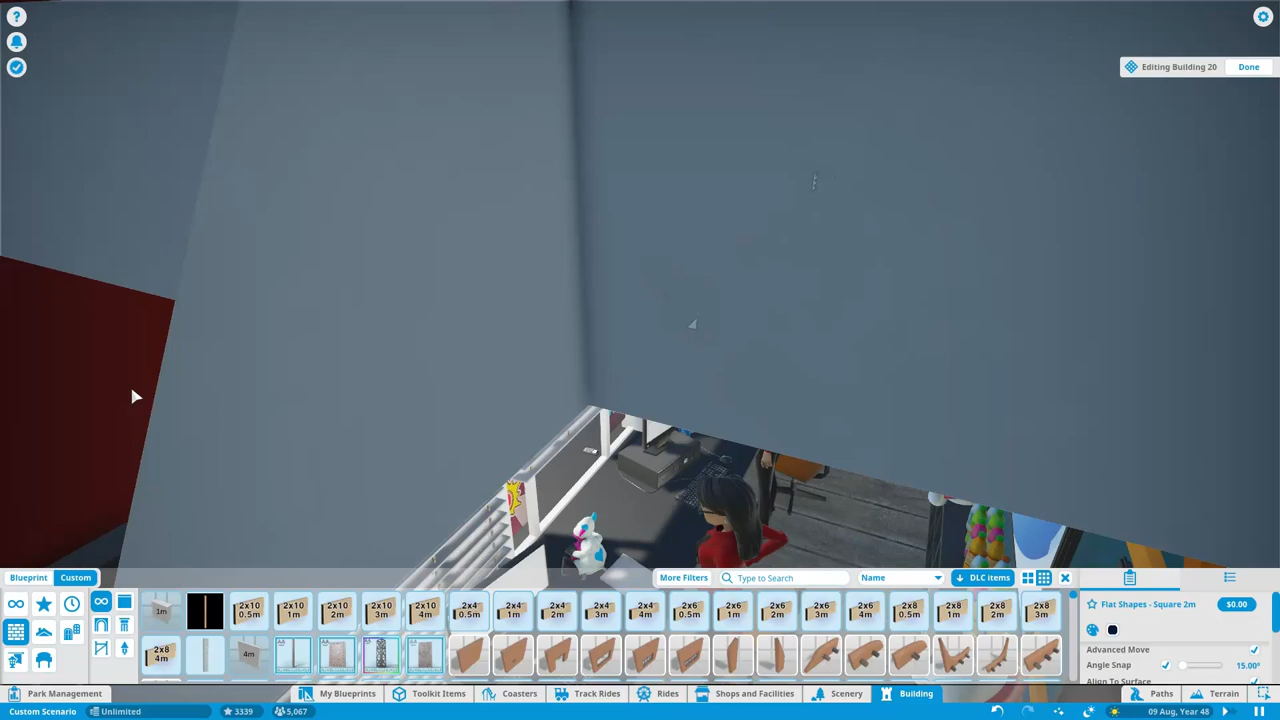 ?
Editing Building 20 Done
Blueprint Custom More Filters Type to Search Name DLC items
1m 2x10 0.5m 2x10 1m 2x10 2m 2x10 3m 2x10 4m 2x4 0.5m 2x4 1m 2x4 2m 2x4 3m 2x4 4m 2x6 0.5m 2x6 1m 2x6 2m 2x6 3m 2x6 4m 2x8 0.5m 2x8 1m 2x8 2m 2x8 3m
Flat Shapes - Square 2m $0.00
2x8 4m 4m
Advanced Move
Angle Snap 15.00°
Align To Surface
Park Management My Blueprints Toolkit Items Coasters Track Rides Rides Shops and Facilities Scenery Building Paths Terrain
Custom Scenario Unlimited 3339 5,067 09 Aug, Year 48